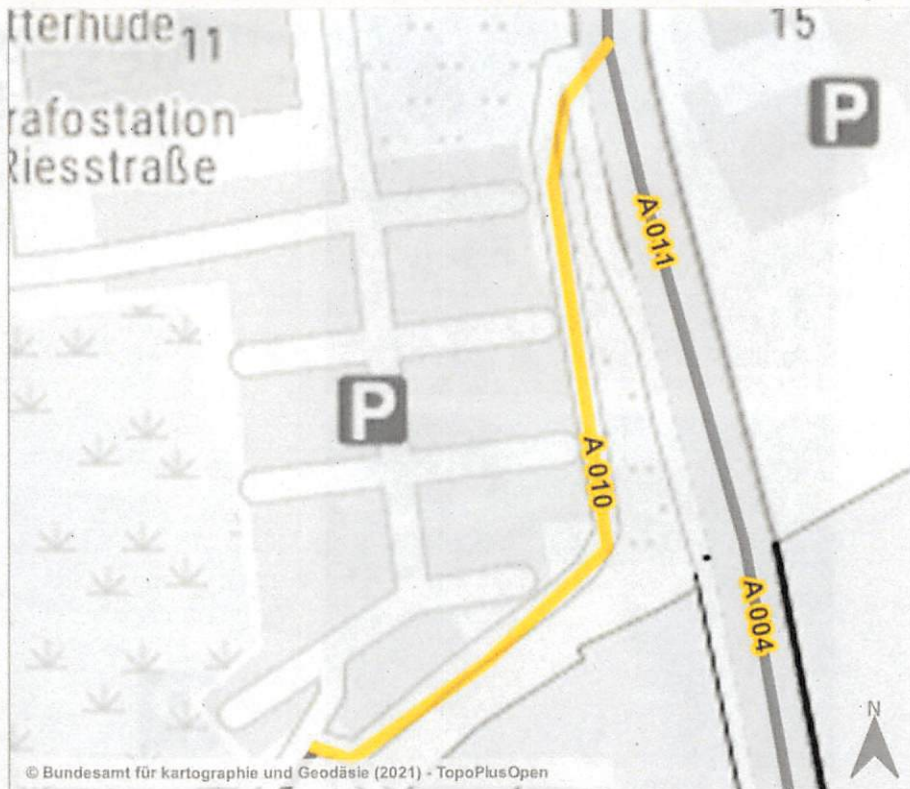 tterhude 11
15
P
rafostation
Riesstraße
A 011
P
A 010
A 004
N
© Bundesamt für kartographie und Geodäsie (2021) - TopoPlusOpen